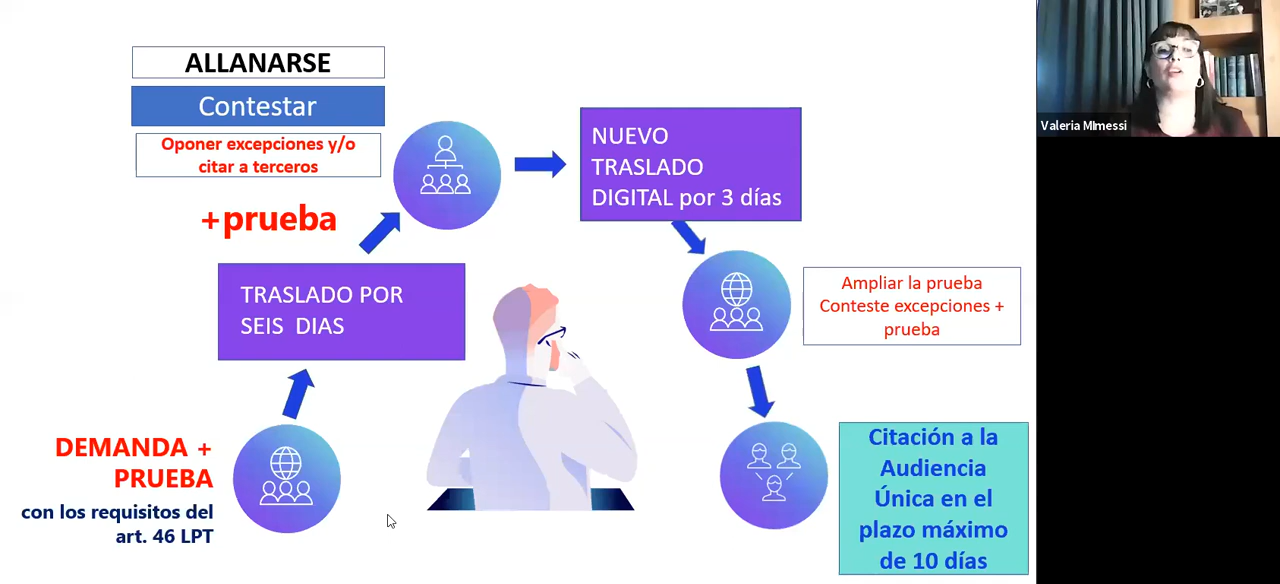 ALLANARSE
Contestar
Oponer excepciones y/o
citar a terceros
+prueba
TRASLADO POR
SEIS DIAS
DEMANDA +
PRUEBA
con los requisitos del
art. 46 LPT
NUEVO
TRASLADO
DIGITAL por 3 días
Ampliar la prueba
Conteste excepciones +
prueba
Citación a la
Audiencia
Única en el
plazo máximo
de 10 días
Valeria MImessi